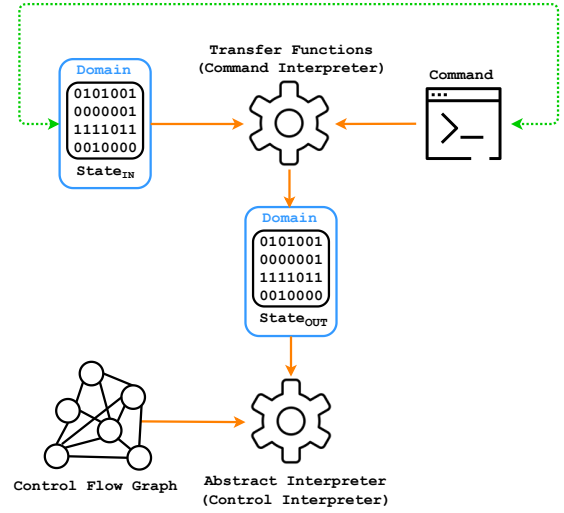 Transfer Functions
(Command Interpreter)
Domain
0101001
0000001
1111011
0010000
StateIN
Command
>_
Domain
0101001
0000001
1111011
0010000
StateOUT
Control Flow Graph
Abstract Interpreter
(Control Interpreter)